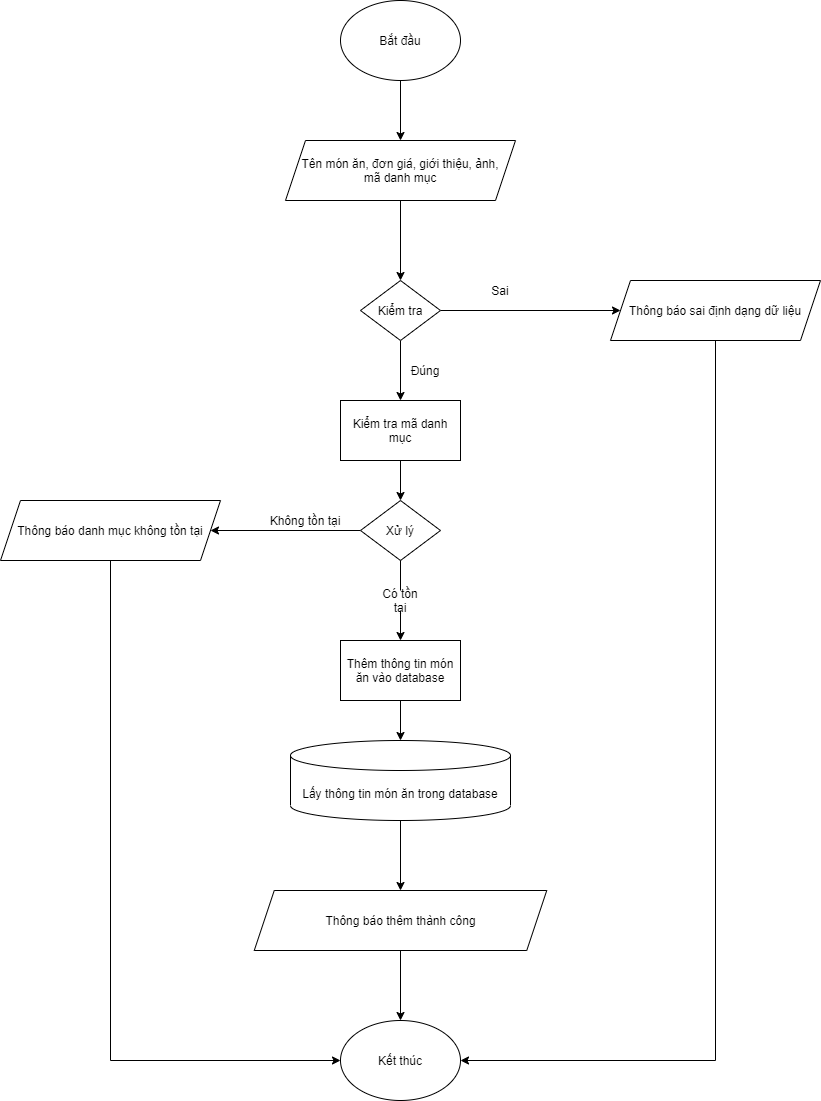 Bắt đầu
Tên món ăn, đơn giá, giới thiệu, ảnh,
mã danh mục
Kiểm tra
Sai
Thông báo sai định dạng dữ liệu
Đúng
Kiểm tra mã danh
mục
Xử lý
Không tồn tại
Thông báo danh mục không tồn tại
Có tồn
tại
Thêm thông tin món
ăn vào database
Lấy thông tin món ăn trong database
Thông báo thêm thành công
Kết thúc